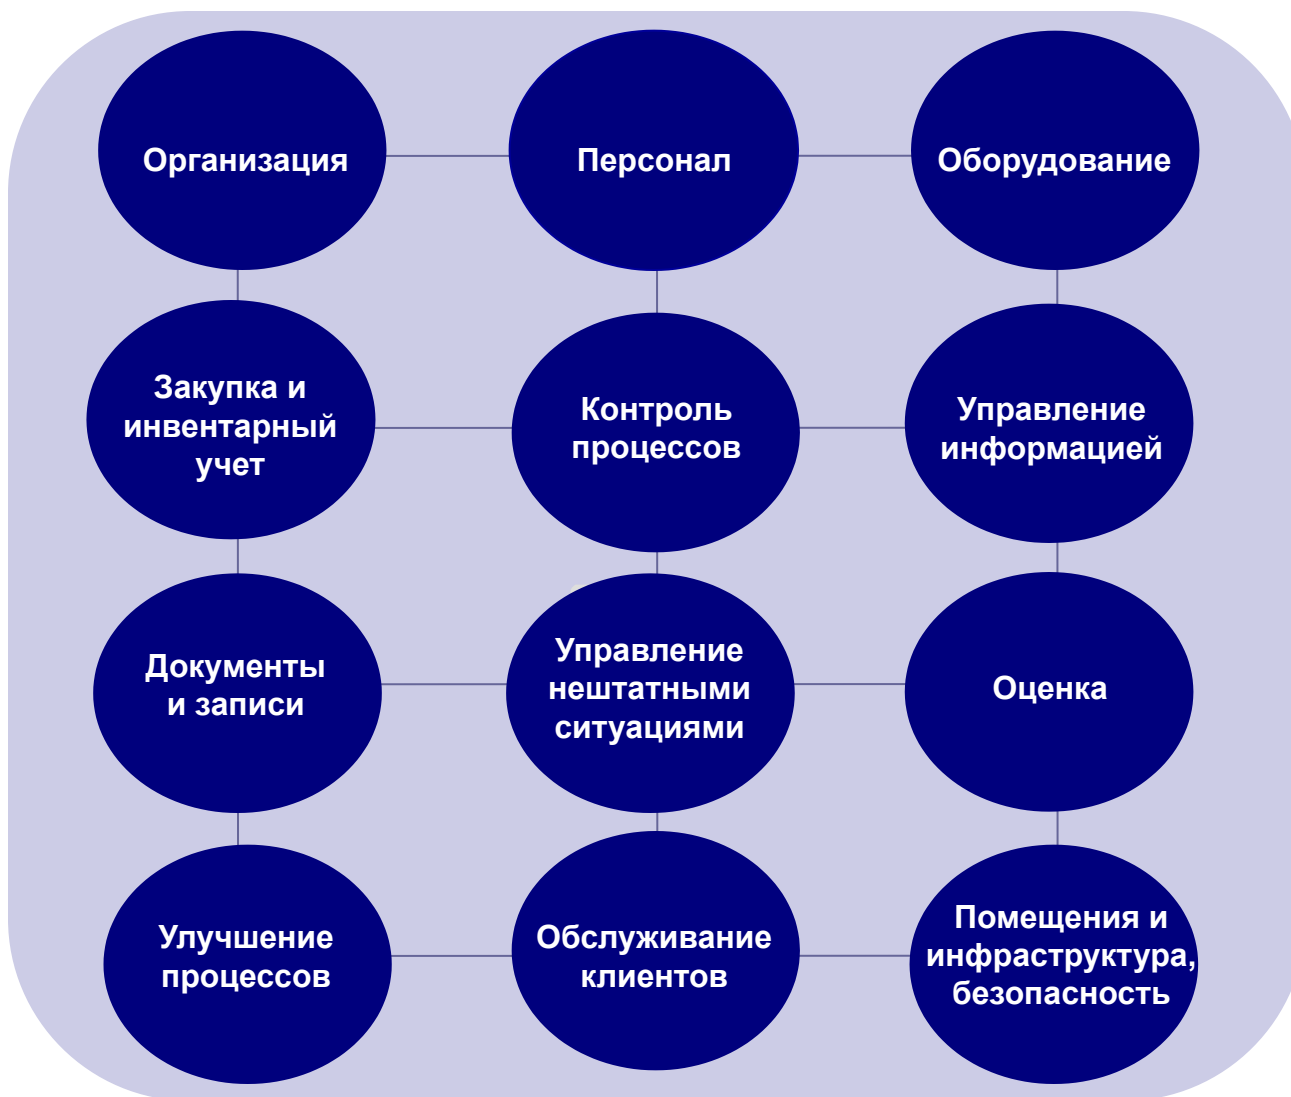 Организация
Персонал
Оборудование
Закупка и
инвентарный
учет
Контроль
процессов
Управление
информацией
Документы
и записи
Управление
нештатными
ситуациями
Оценка
Улучшение
процессов
Обслуживание
клиентов
Помещения и
инфраструктура,
безопасность